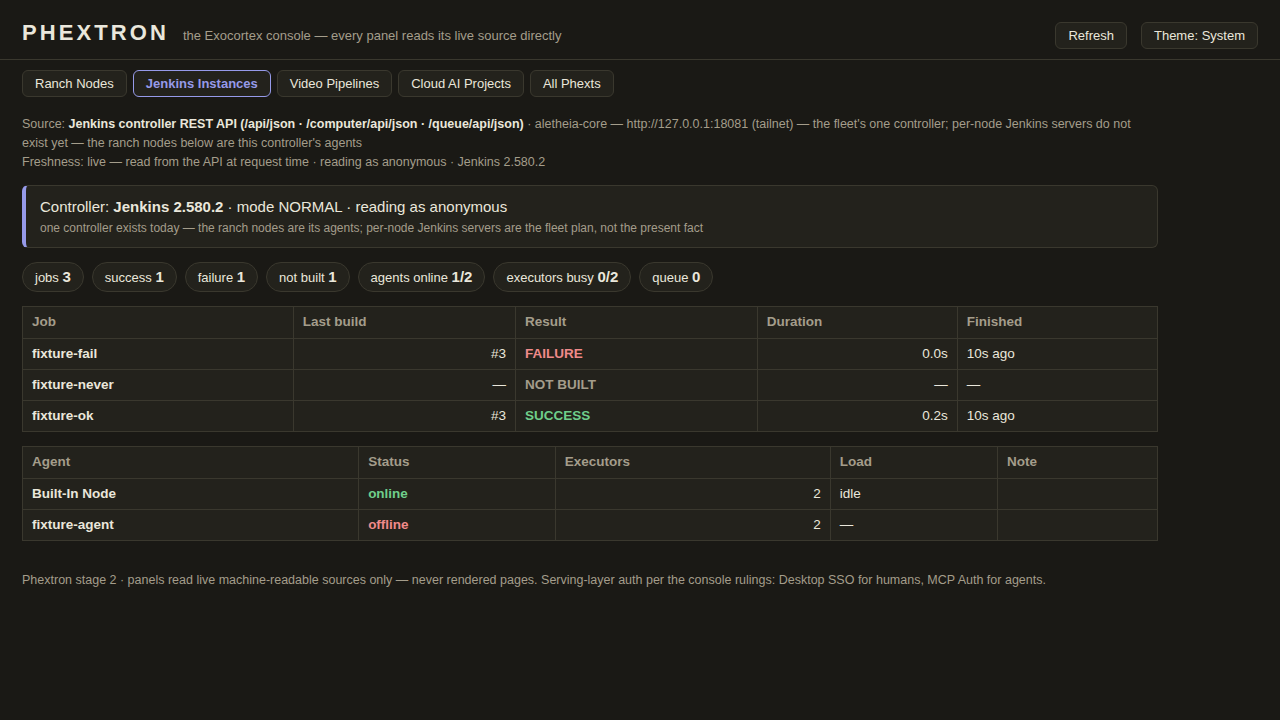 PHEXTRON the Exocortex console — every panel reads its live source directly Refresh Theme: System
Ranch Nodes Jenkins Instances Video Pipelines Cloud AI Projects All Phexts
Source: Jenkins controller REST API (/api/json · /computer/api/json · /queue/api/json) · aletheia-core — http://127.0.0.1:18081 (tailnet) — the fleet's one controller; per-node Jenkins servers do not
exist yet — the ranch nodes below are this controller's agents
Freshness: live — read from the API at request time · reading as anonymous · Jenkins 2.580.2
Controller: Jenkins 2.580.2 · mode NORMAL · reading as anonymous
one controller exists today — the ranch nodes are its agents; per-node Jenkins servers are the fleet plan, not the present fact
jobs 3 success 1 failure 1 not built 1 agents online 1/2 executors busy 0/2 queue 0
Job Last build Result Duration Finished
fixture-fail #3 FAILURE 0.0s 10s ago
fixture-never — NOT BUILT — —
fixture-ok #3 SUCCESS 0.2s 10s ago
Agent Status Executors Load Note
Built-In Node online 2 idle
fixture-agent offline 2 —
Phextron stage 2 · panels read live machine-readable sources only — never rendered pages. Serving-layer auth per the console rulings: Desktop SSO for humans, MCP Auth for agents.